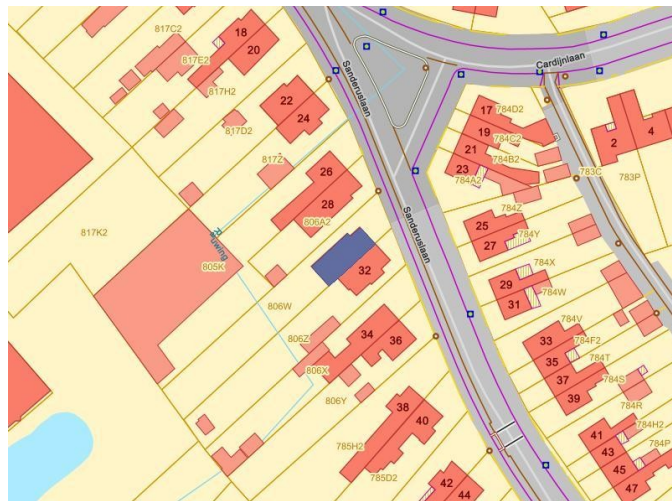 817C2
18
817E2
20
817H2
22
24
817D2
817Z
26
28
806A2
817K2
Reuwing
805K
32
806W
806Z
34
36
806X
806Y
38
40
785H2
785D2
42
44
Sanderuslaan
Sanderuslaan
Cardijnlaan
17
784D2
19
784C2
21
784B2
23
784A2
2
4
783C
783P
784Z
25
784Y
27
784X
29
784W
31
784V
33
784F2
35
784T
37
784S
39
784R
41
784H2
43
784P
45
47